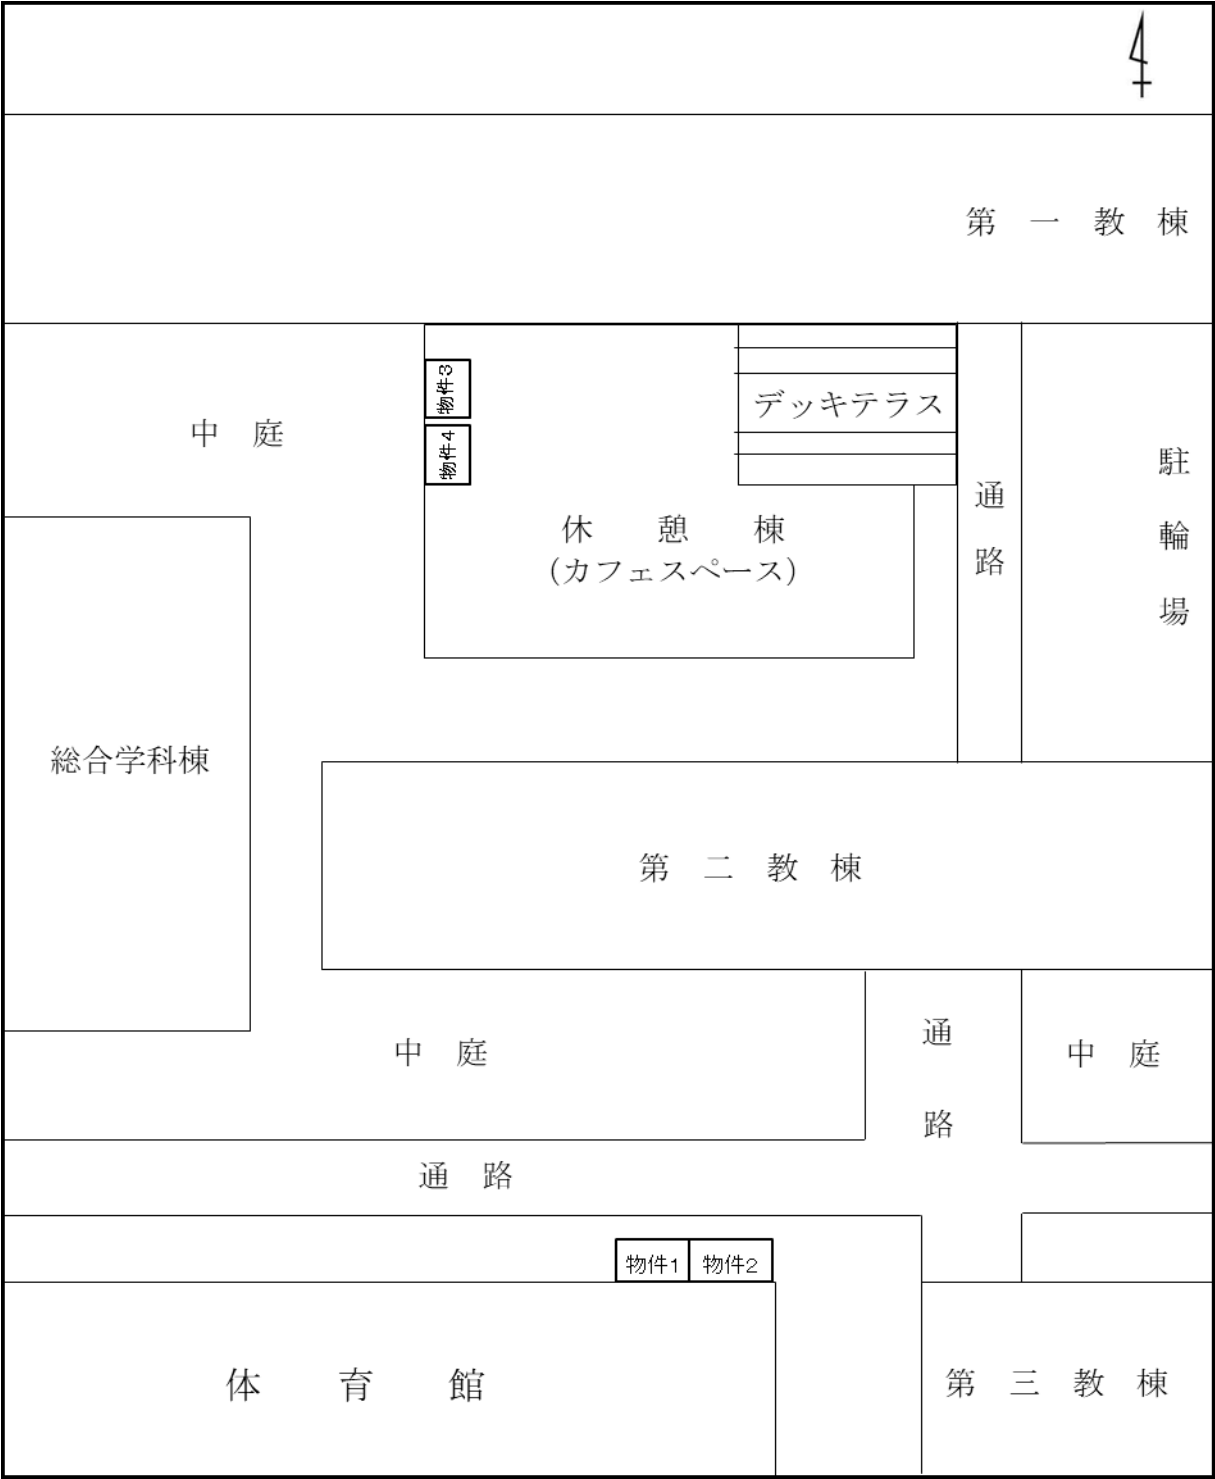 第一教棟
物件3
デッキテラス
中庭
物件4
駐輪場
通路
休憩棟
(カフェスペース)
総合学科棟
第二教棟
中庭
通路
中庭
通路
物件1
物件2
体育館
第三教棟